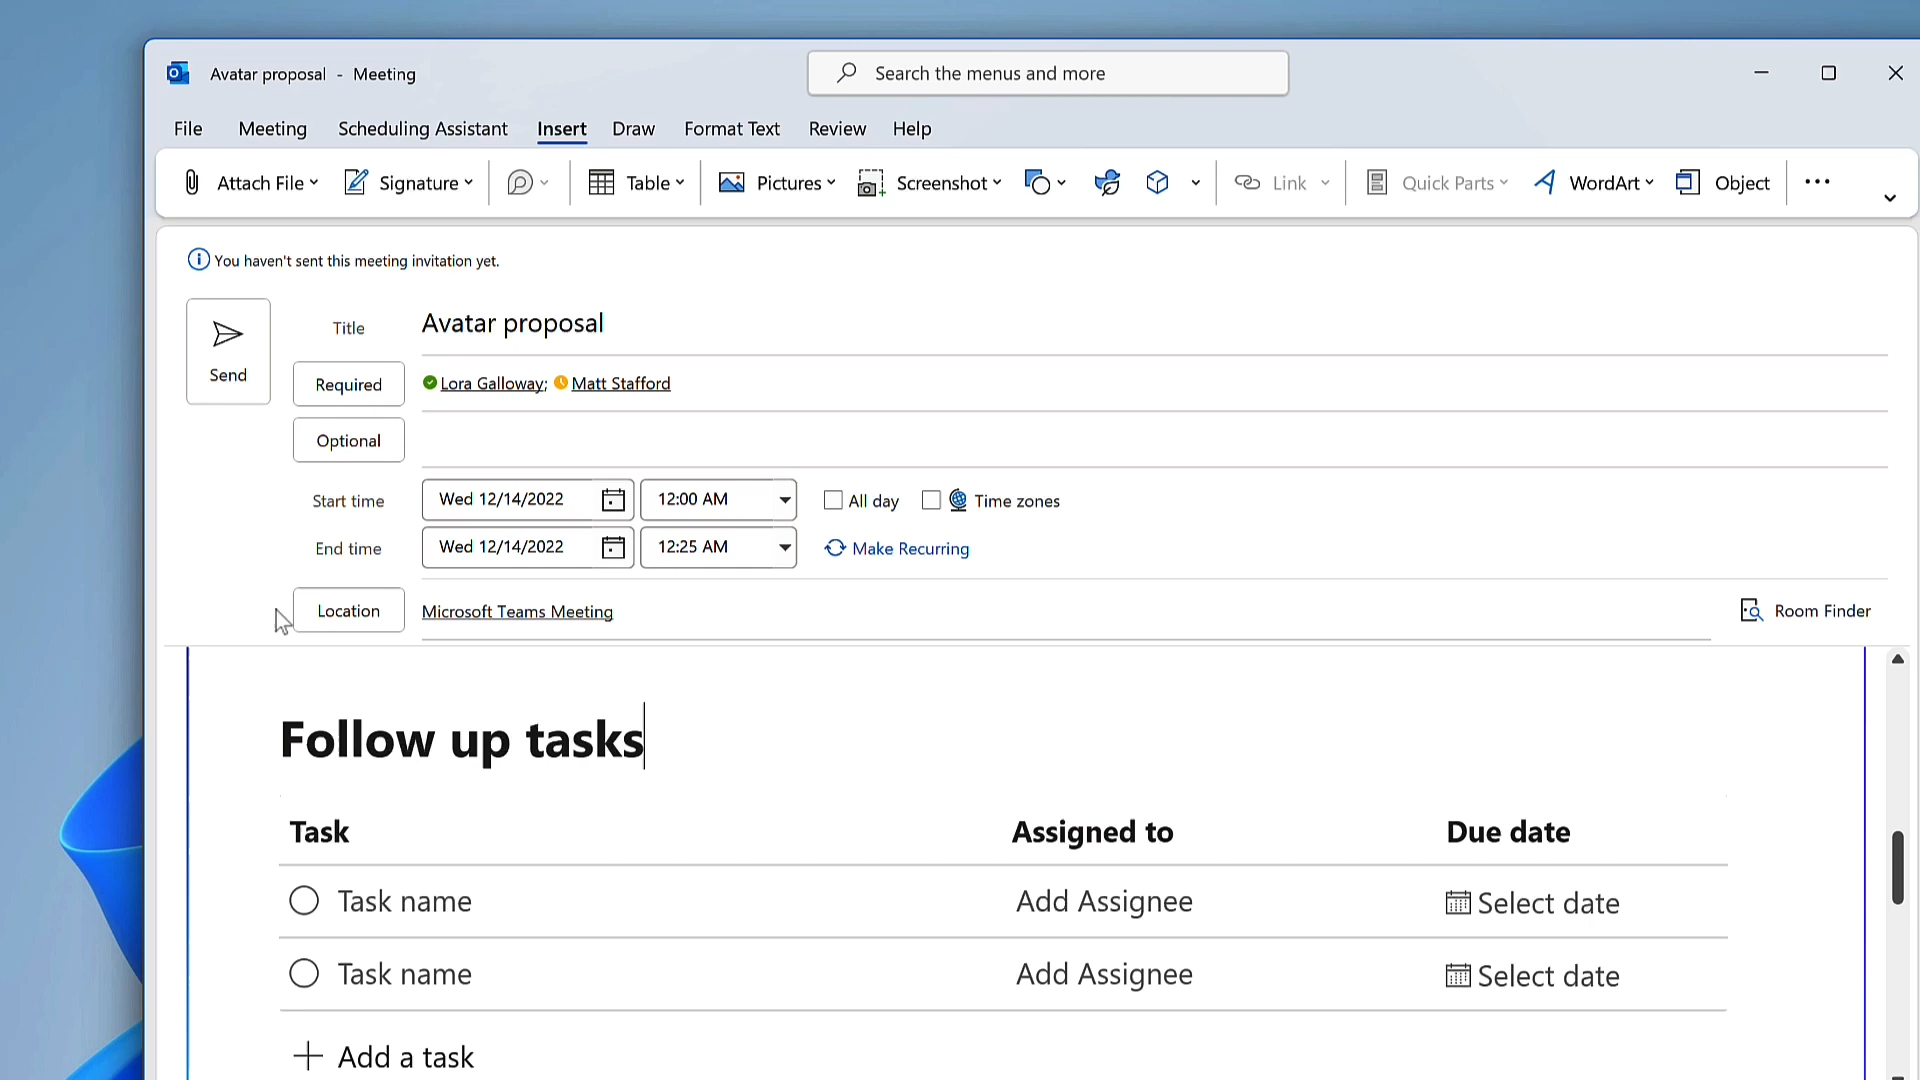 Avatar proposal - Meeting
Search the menus and more
File Meeting Scheduling Assistant Insert Draw Format Text Review Help
Attach File Signature Table Pictures Screenshot Link Quick Parts WordArt Object
You haven't sent this meeting invitation yet.
Send
Title Avatar proposal
Required Lora Galloway; Matt Stafford
Optional
Start time Wed 12/14/2022 12:00 AM All day Time zones
End time Wed 12/14/2022 12:25 AM Make Recurring
Location Microsoft Teams Meeting Room Finder
Follow up tasks
Task Assigned to Due date
Task name Add Assignee Select date
Task name Add Assignee Select date
Add a task